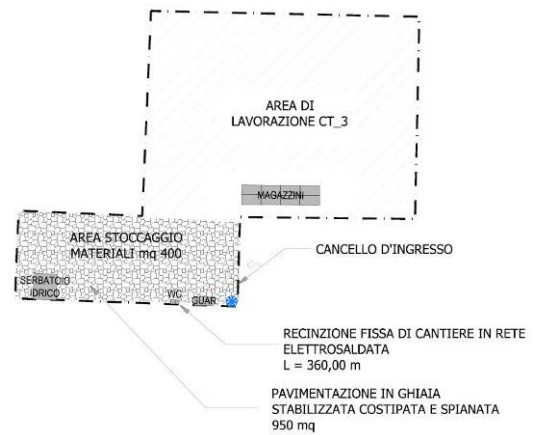 AREA DI
LAVORAZIONE CT_3
MAGAZZINI
AREA STOCCAGGIO
MATERIALI mq 400
CANCELLO D'INGRESSO
SERBATOIO
IDRICO
WC
GUAR
RECINZIONE FISSA DI CANTIERE IN RETE
ELETTROSALDATA
L = 360,00 m
PAVIMENTAZIONE IN GHIAIA
STABILIZZATA COSTIPATA E SPIANATA
950 mq